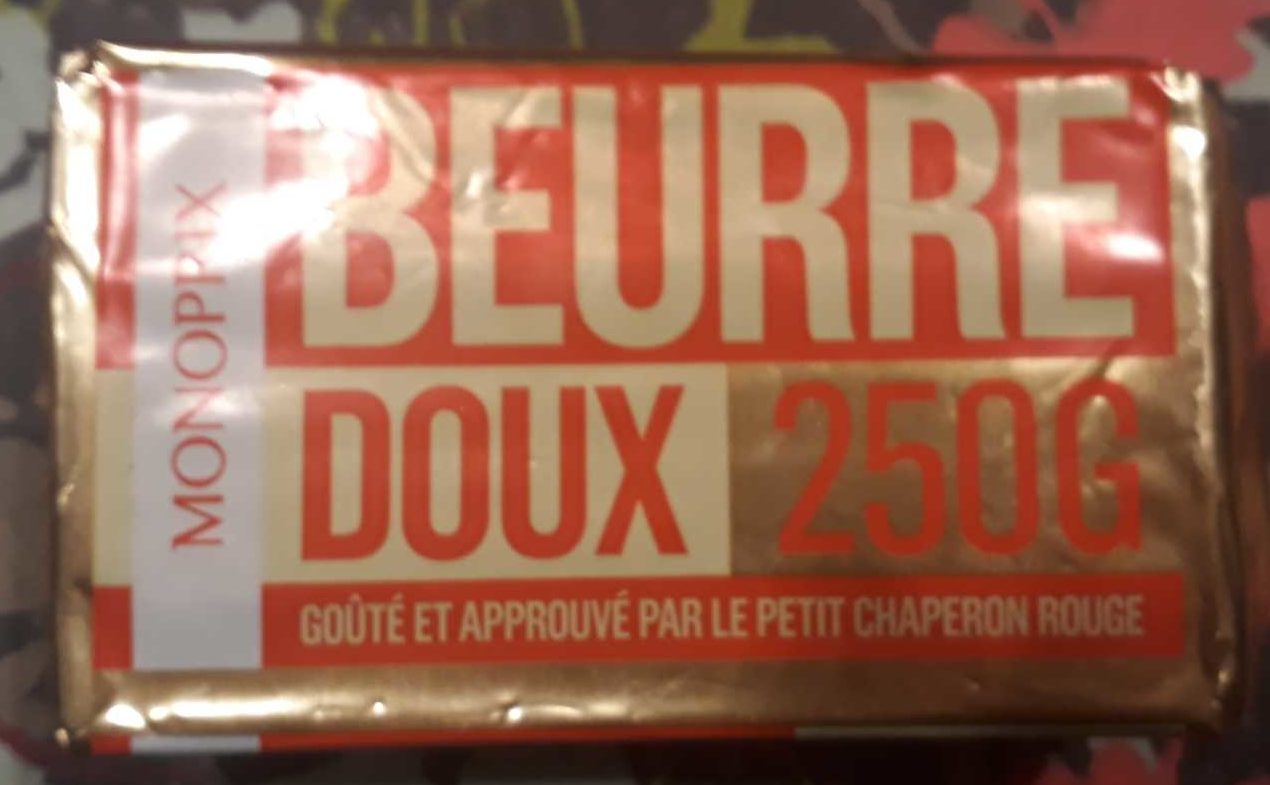 MONOPRIX
BEURRE
DOUX 250G
GOÛTÉ ET APPROUVÉ PAR LE PETIT CHAPERON ROUGE